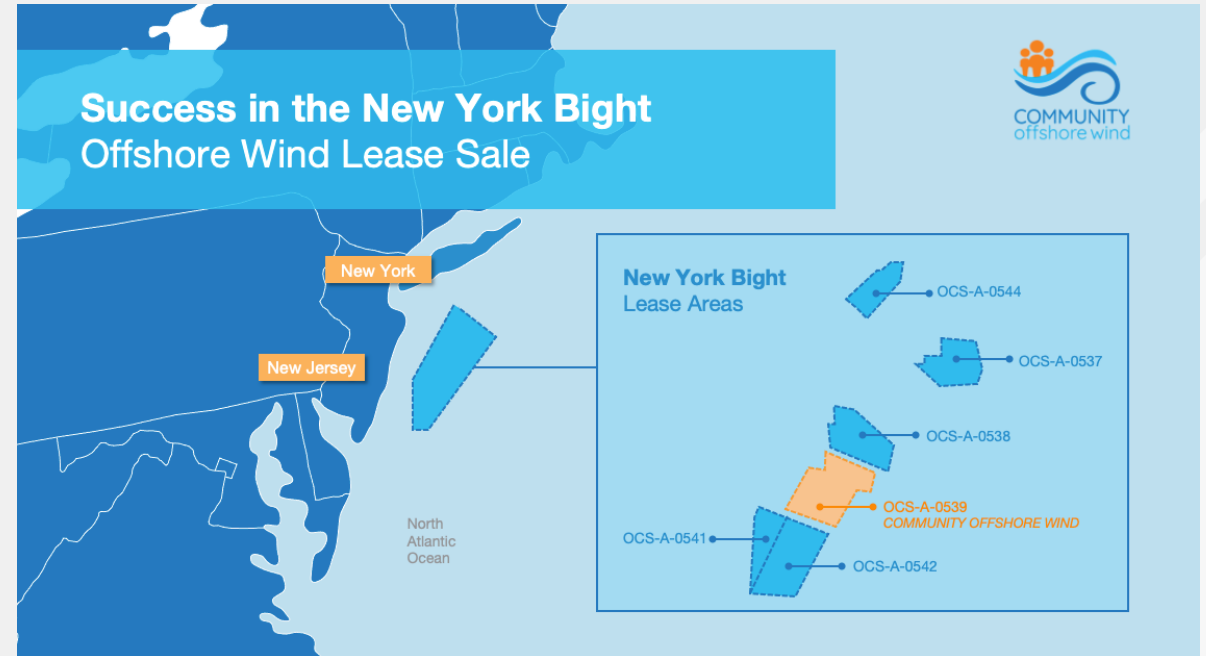 Success in the New York Bight
Offshore Wind Lease Sale
COMMUNITY
offshore wind
New York
New Jersey
North
Atlantic
Ocean
New York Bight
Lease Areas
OCS-A-0544
OCS-A-0537
OCS-A-0538
OCS-A-0539
COMMUNITY OFFSHORE WIND
OCS-A-0541
OCS-A-0542